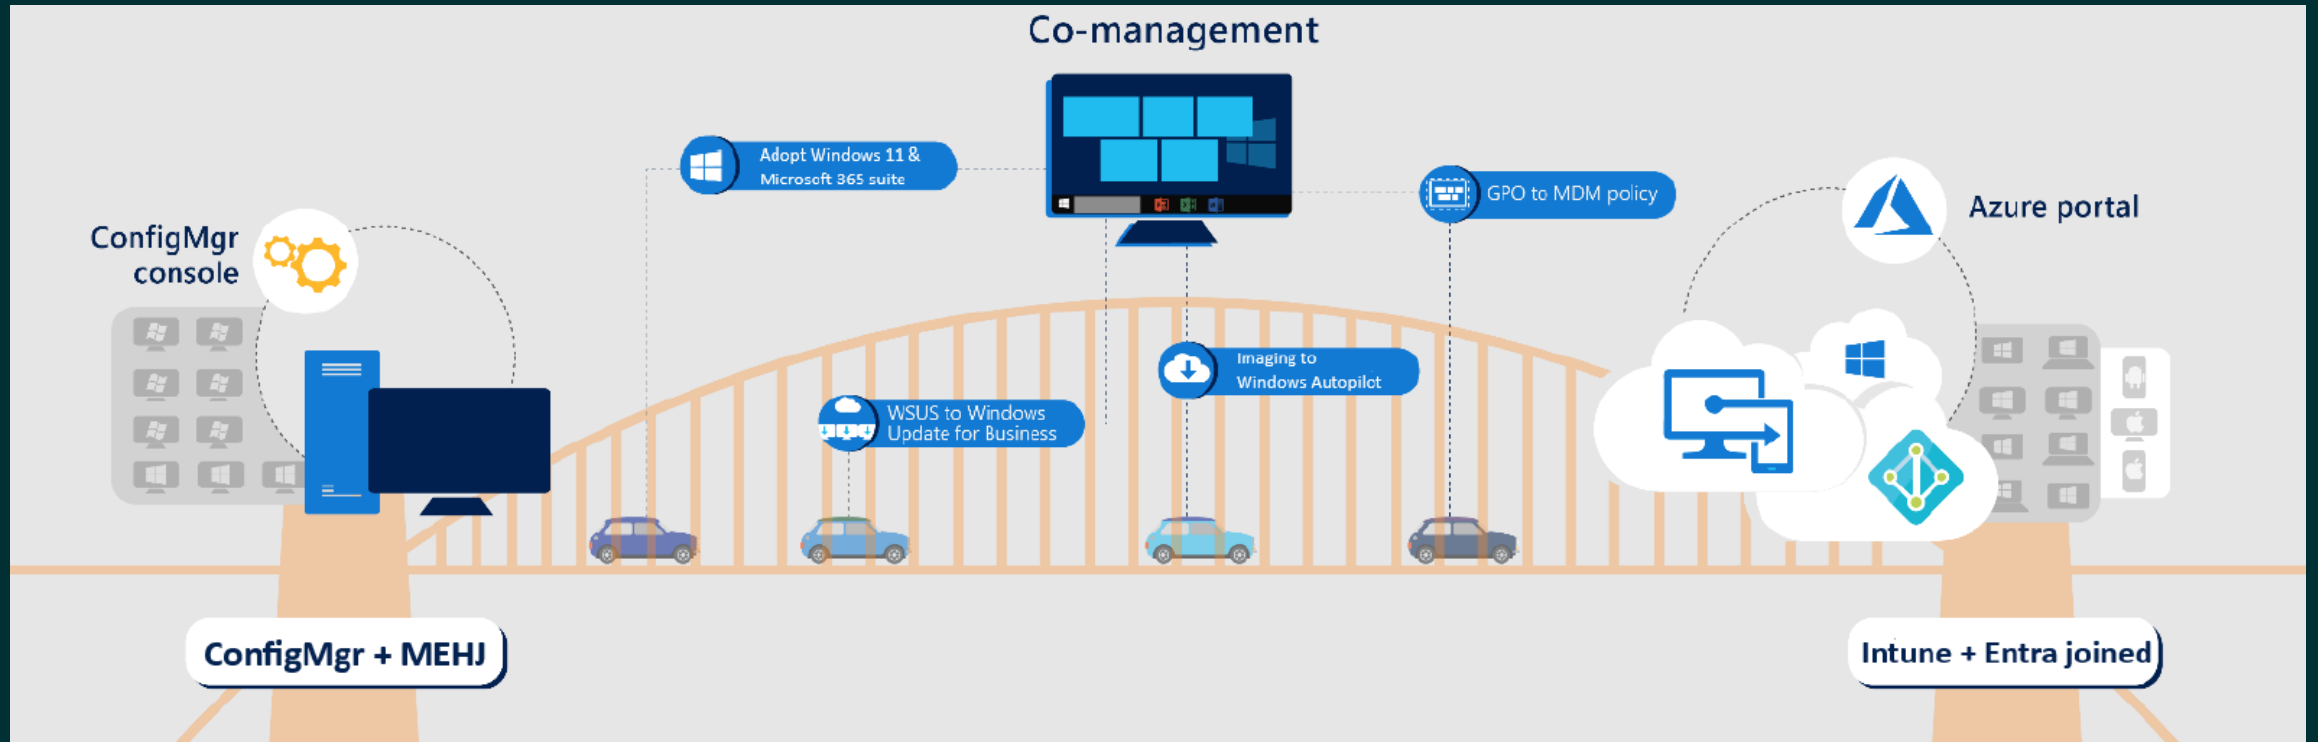 Co-management
Adopt Windows 11 &
Microsoft 365 suite
GPO to MDM policy
Azure portal
ConfigMgr
console
Imaging to
Windows Autopilot
WSUS to Windows
Update for Business
ConfigMgr + MEHJ
Intune + Entra joined